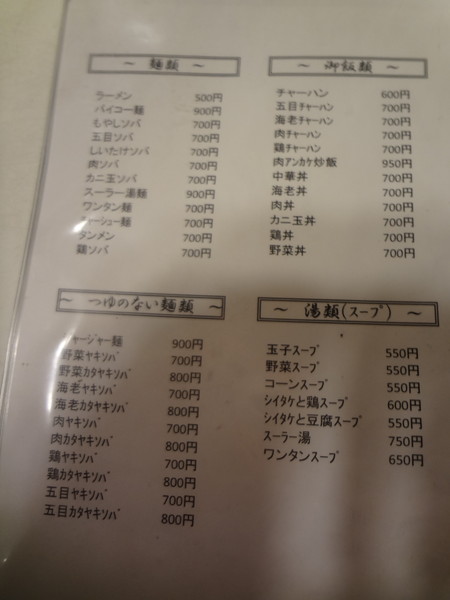 ～ 麺類 ～
ラーメン 500円
パイコー麺 900円
もやしソバ 700円
五目ソバ 700円
しいたけソバ 700円
肉ソバ 700円
カニ玉ソバ 700円
スーラー湯麺 900円
ワンタン麺 700円
ーシュー麺 700円
タンメン 700円
鶏ソバ 700円
～ 御飯類 ～
チャーハン 600円
五目ﾁｬｰﾊﾝ 700円
海老ﾁｬｰﾊﾝ 700円
肉ﾁｬｰﾊﾝ 700円
鶏ﾁｬｰﾊﾝ 700円
肉ｱﾝｶｹ炒飯 950円
中華丼 700円
海老丼 700円
肉丼 700円
カニ玉丼 700円
鶏丼 700円
野菜丼 700円
～ つゆのない麺類 ～
ャージャー麺 900円
野菜ﾔｷｿﾊﾞ 700円
野菜ｶﾀﾔｷｿﾊﾞ 800円
海老ﾔｷｿﾊﾞ 700円
海老ｶﾀﾔｷｿﾊﾞ 800円
肉ﾔｷｿﾊﾞ 700円
肉ｶﾀﾔｷｿﾊﾞ 800円
鶏ﾔｷｿﾊﾞ 700円
鶏ｶﾀﾔｷｿﾊﾞ 800円
五目ﾔｷｿﾊﾞ 700円
五目ｶﾀﾔｷｿﾊﾞ 800円
～ 湯類(ｽｰﾌﾟ) ～
玉子ｽｰﾌﾟ 550円
野菜ｽｰﾌﾟ 550円
コーンｽｰﾌﾟ 550円
ｼｲﾀｹと鶏ｽｰﾌﾟ 600円
ｼｲﾀｹと豆腐ｽｰﾌﾟ 550円
スーラー湯 750円
ワンタンｽｰﾌﾟ 650円